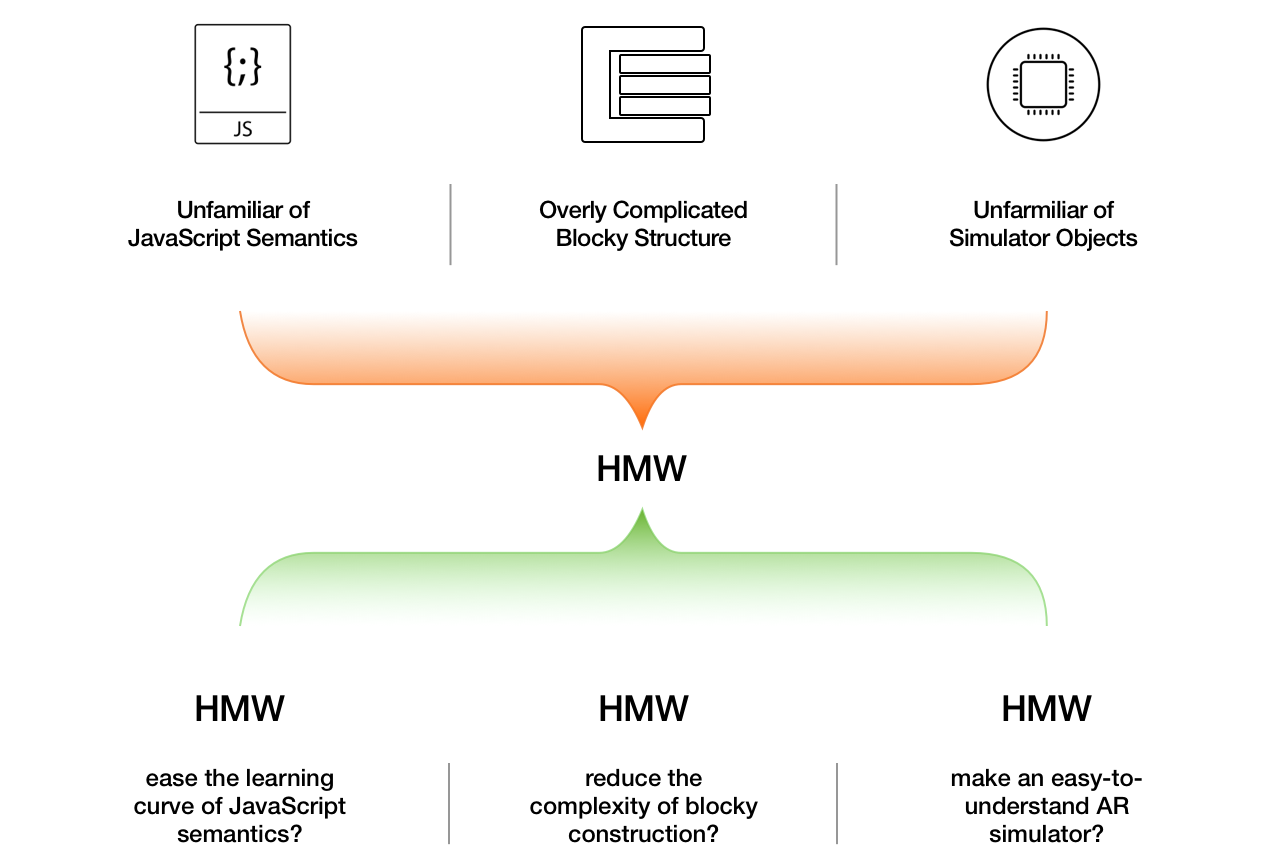 {;}
JS
Unfamiliar of
JavaScript Semantics
Overly Complicated
Blocky Structure
Unfarmiliar of
Simulator Objects
HMW
HMW
ease the learning
curve of JavaScript
semantics?
HMW
reduce the
complexity of blocky
construction?
HMW
make an easy-to-
understand AR
simulator?